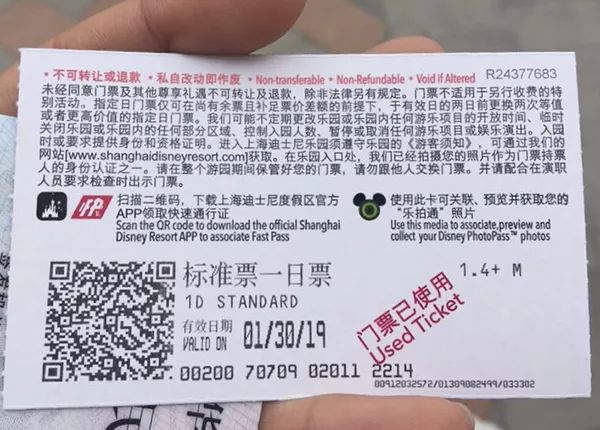 • 不可转让或退款 • 私自改动即作废 • Non-transferable • Non-Refundable • Void if Altered R24377683
未经同意门票及其他尊享礼遇不可转让及退换，除非法律另有规定。门票不适用于另行收费的特
别活动。指定日门票仅可在尚有余票且补足票价差额的前提下，于有效日的两日前更换两次等值
或者更高价值的指定日门票。我们可能不定期更改乐园或乐园内任何游乐项目的开放时间、临时
关闭乐园或乐园内的任何部分区域、控制入园人数、暂停或取消任何游乐项目或娱乐演出。入园
时或要求提供身份和资格证明。进入上海迪士尼乐园须遵守乐园的《游客须知》，可通过我们的
网站[www.shanghaidisneyresort.com]获取。在乐园入口处，我们已经拍摄您的照片作为门票持票
人的身份认证之一。请在整个游园期间保管好您的门票，请勿跟他人交换门票。并请配合在演职
人员要求检查时出示门票。
FP
扫描二维码，下载上海迪士尼度假区官方
APP领取快速通行证
Scan the QR code to download the official Shanghai
Disney Resort APP to associate Fast Pass
使用此卡可关联、预览并获取您的
“乐拍通”照片
Use this media to associate,preview and
collect your Disney PhotoPass™ photos
标准票一日票
1D STANDARD
1.4+ M
有效日期
VALID ON 01/30/19
门票已使用
Used Ticket
00200 70709 02011 2214
00912032572/01309082499/033302